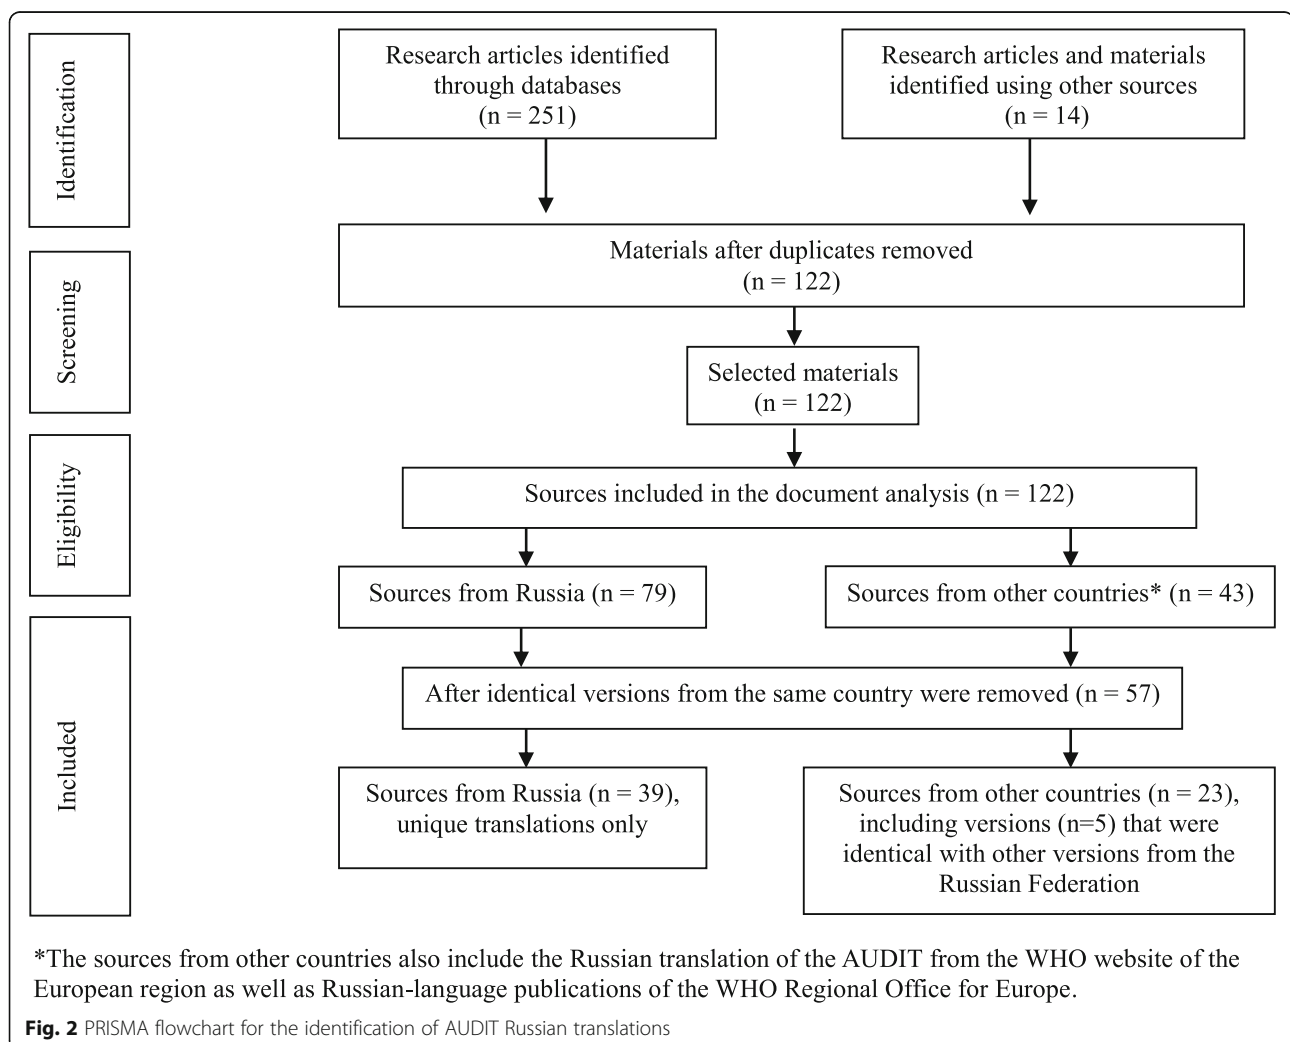 Identification
Research articles identified
through databases
(n = 251)
Research articles and materials
identified using other sources
(n = 14)
Screening
Materials after duplicates removed
(n = 122)
Selected materials
(n = 122)
Eligibility
Sources included in the document analysis (n = 122)
Sources from Russia (n = 79)
Sources from other countries* (n = 43)
Included
After identical versions from the same country were removed (n = 57)
Sources from Russia (n = 39),
unique translations only
Sources from other countries (n = 23),
including versions (n=5) that were
identical with other versions from the
Russian Federation
*The sources from other countries also include the Russian translation of the AUDIT from the WHO website of the
European region as well as Russian-language publications of the WHO Regional Office for Europe.
Fig. 2 PRISMA flowchart for the identification of AUDIT Russian translations